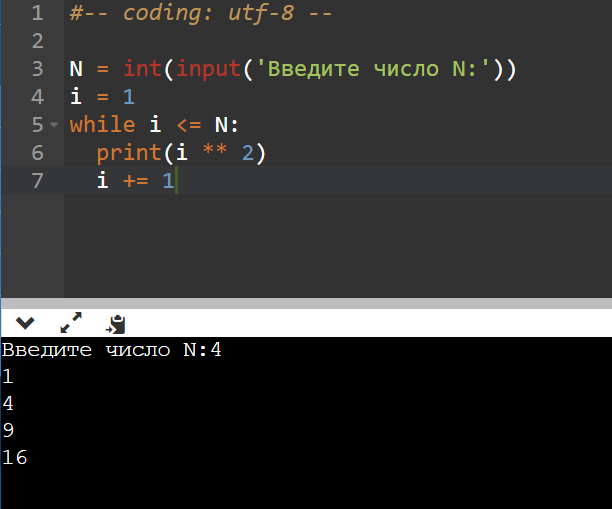 1 #-- coding: utf-8 --
2
3 N = int(input('Введите число N:'))
4 i = 1
5 while i <= N:
6   print(i ** 2)
7   i += 1
Введите число N:4
1
4
9
16